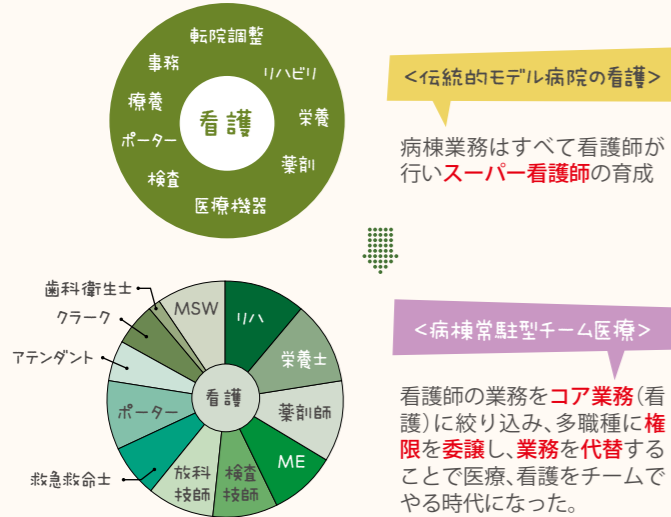 転院調整
事務
リハビリ
療養
看護
栄養
ポーター
薬剤
検査
医療機器
<伝統的モデル病院の看護>
病棟業務はすべて看護師が
行いスーパー看護師の育成
歯科衛生士
MSW
リハ
クラーク
栄養士
アテンダント
看護
ポーター
薬剤師
ME
救急救命士
放科
技師
検査
技師
<病棟常駐型チーム医療>
看護師の業務をコア業務(看
護)に絞り込み、多職種に権
限を委譲し、業務を代替する
ことで医療、看護をチームで
やる時代になった。